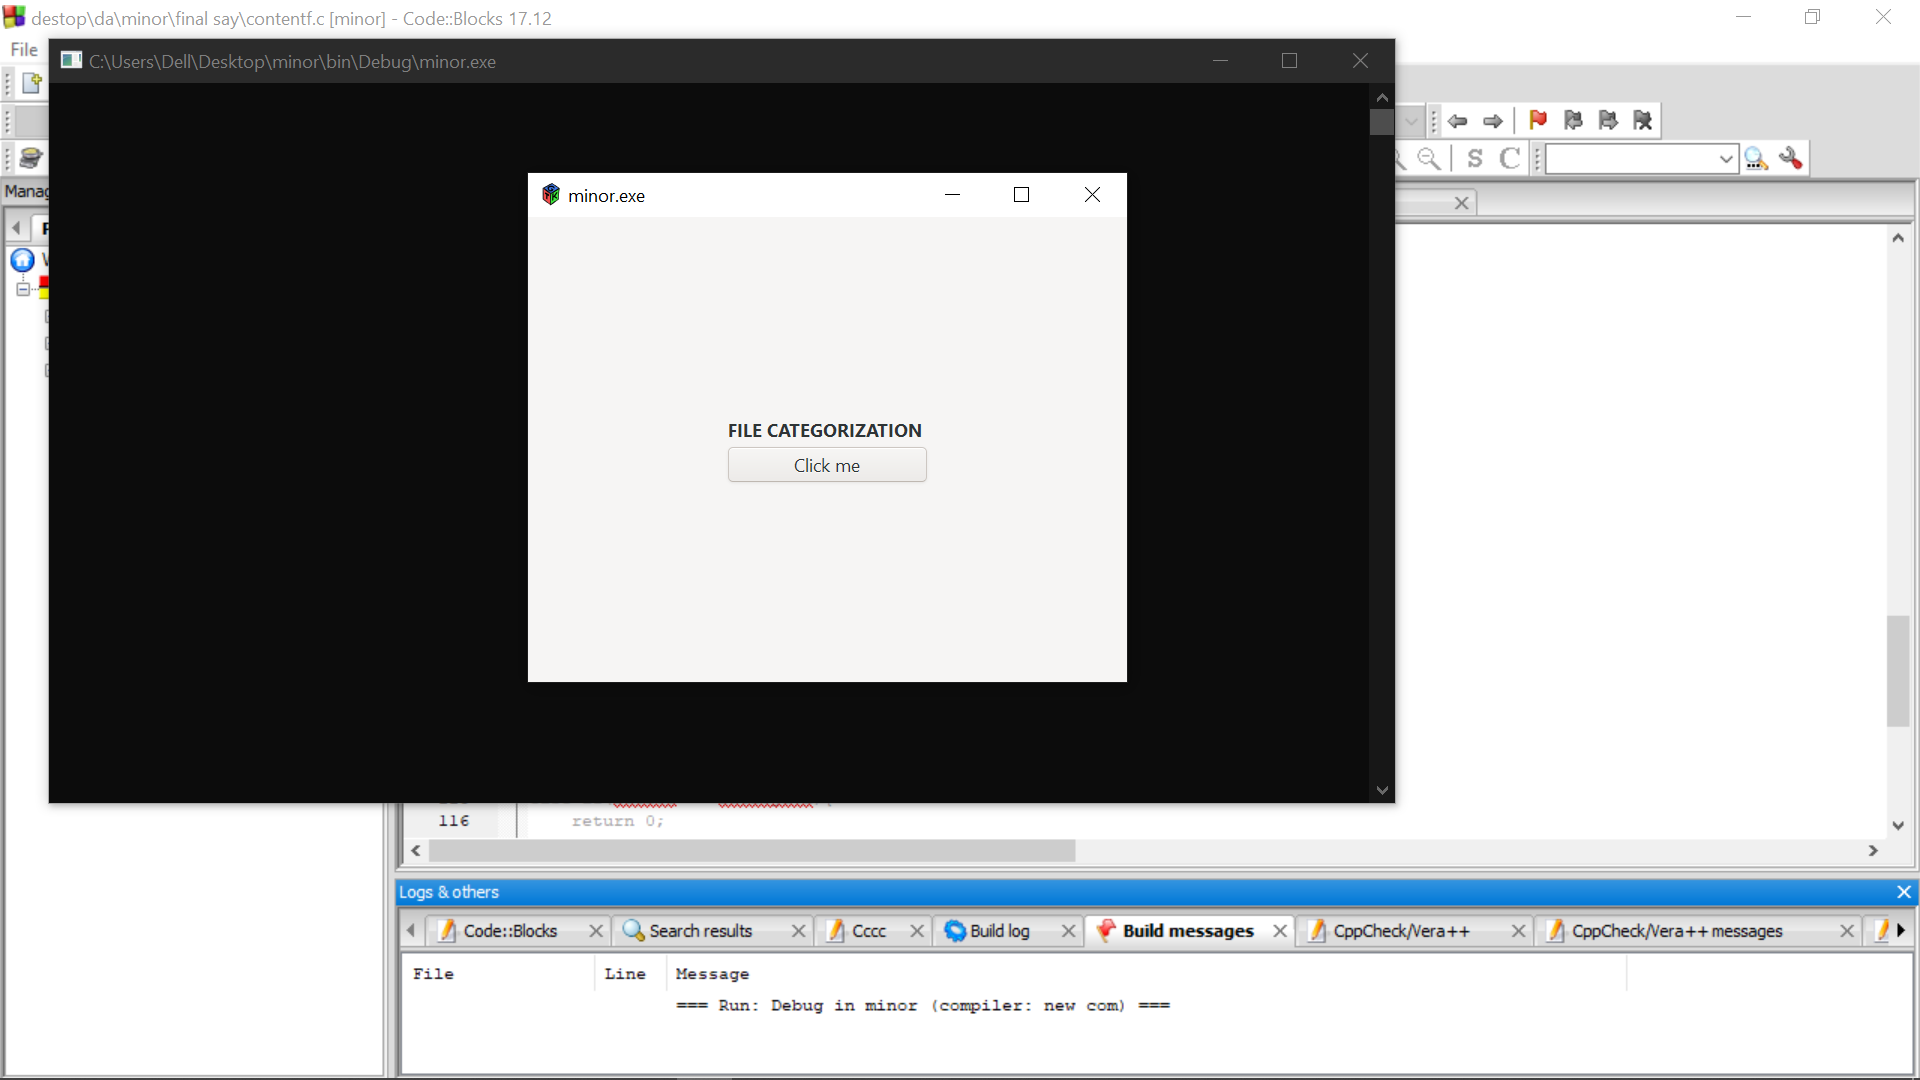 destop\da\minor\final say\contentf.c [minor] - Code::Blocks 17.12
File
C:\Users\Dell\Desktop\minor\bin\Debug\minor.exe
S C
Manag
minor.exe
FILE CATEGORIZATION
Click me
116 return 0;
Logs & others
Code::Blocks Search results Cccc Build log Build messages CppCheck/Vera++ CppCheck/Vera++ messages
File Line Message
=== Run: Debug in minor (compiler: new com) ===